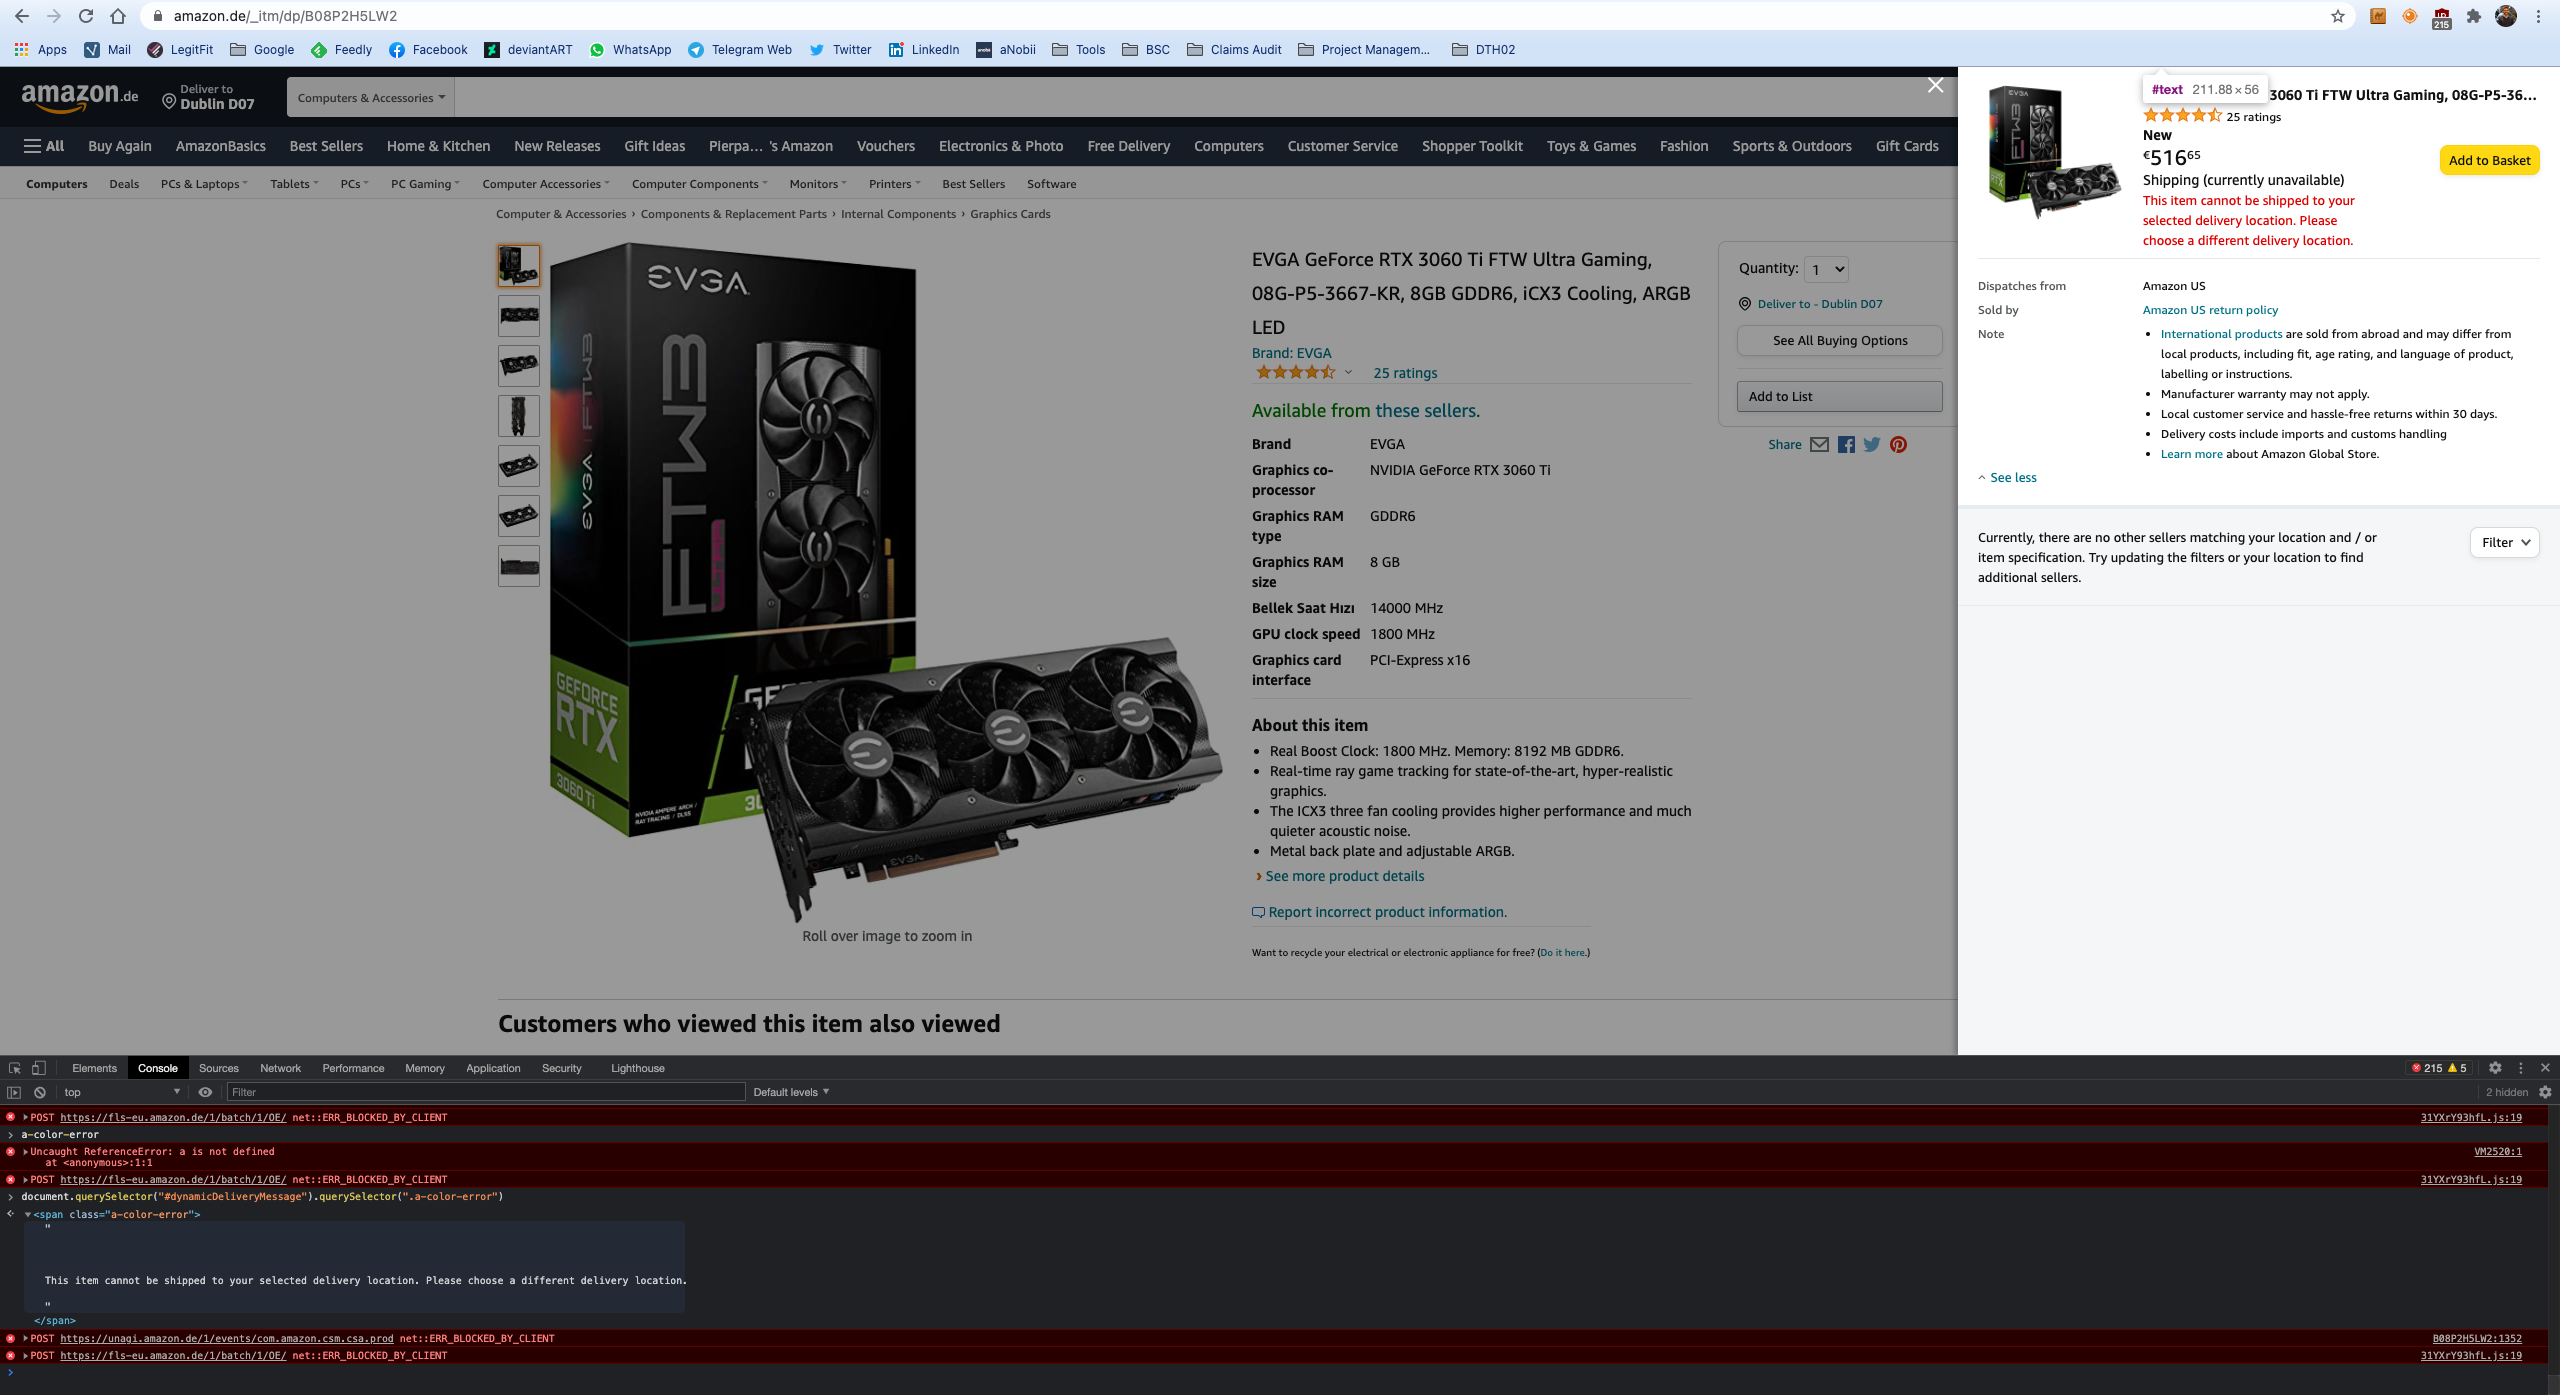 amazon.de/_itm/dp/B08P2H5LW2
215
Apps Mail LegitFit Google Feedly Facebook deviantART WhatsApp Telegram Web Twitter LinkedIn aNobii Tools BSC Claims Audit Project Managem... DTH02
amazon.de
Deliver to
Dublin D07
Computers & Accessories
All Buy Again AmazonBasics Best Sellers Home & Kitchen New Releases Gift Ideas Pierpa... 's Amazon Vouchers Electronics & Photo Free Delivery Computers Customer Service Shopper Toolkit Toys & Games Fashion Sports & Outdoors Gift Cards
Computers Deals PCs & Laptops Tablets PCs PC Gaming Computer Accessories Computer Components Monitors Printers Best Sellers Software
Computer & Accessories › Components & Replacement Parts › Internal Components › Graphics Cards
EVGA
FTW3
ULTRA
EVGA | FTW3
GEFORCE
RTX
3060 Ti
NVIDIA AMPERE ARCH /
RAY TRACING / DLSS
EVGA
Roll over image to zoom in
EVGA GeForce RTX 3060 Ti FTW Ultra Gaming,
08G-P5-3667-KR, 8GB GDDR6, iCX3 Cooling, ARGB
LED
Brand: EVGA
25 ratings
Available from these sellers.
Brand EVGA
Graphics co-
processor NVIDIA GeForce RTX 3060 Ti
Graphics RAM
type GDDR6
Graphics RAM
size 8 GB
Bellek Saat Hızı 14000 MHz
GPU clock speed 1800 MHz
Graphics card
interface PCI-Express x16
About this item
• Real Boost Clock: 1800 MHz. Memory: 8192 MB GDDR6.
• Real-time ray game tracking for state-of-the-art, hyper-realistic
graphics.
• The ICX3 three fan cooling provides higher performance and much
quieter acoustic noise.
• Metal back plate and adjustable ARGB.
› See more product details
Report incorrect product information.
Want to recycle your electrical or electronic appliance for free? (Do it here.)
Quantity: 1
Deliver to - Dublin D07
See All Buying Options
Add to List
Share
Customers who viewed this item also viewed
#text 211.88×56
3060 Ti FTW Ultra Gaming, 08G-P5-36...
25 ratings
New
€51665
Add to Basket
Shipping (currently unavailable)
This item cannot be shipped to your
selected delivery location. Please
choose a different delivery location.
Dispatches from Amazon US
Sold by Amazon US return policy
Note
• International products are sold from abroad and may differ from
local products, including fit, age rating, and language of product,
labelling or instructions.
• Manufacturer warranty may not apply.
• Local customer service and hassle-free returns within 30 days.
• Delivery costs include imports and customs handling
• Learn more about Amazon Global Store.
See less
Currently, there are no other sellers matching your location and / or
item specification. Try updating the filters or your location to find
additional sellers.
Filter
Elements Console Sources Network Performance Memory Application Security Lighthouse 215 5
top Filter Default levels 2 hidden
POST https://fls-eu.amazon.de/1/batch/1/OE/ net::ERR_BLOCKED_BY_CLIENT 31YXrY93hfL.js:19
> a-color-error
Uncaught ReferenceError: a is not defined VM2520:1
at <anonymous>:1:1
POST https://fls-eu.amazon.de/1/batch/1/OE/ net::ERR_BLOCKED_BY_CLIENT 31YXrY93hfL.js:19
> document.querySelector("#dynamicDeliveryMessage").querySelector(".a-color-error")
<span class="a-color-error">
"
This item cannot be shipped to your selected delivery location. Please choose a different delivery location.
"
</span>
POST https://unagi.amazon.de/1/events/com.amazon.csm.csa.prod net::ERR_BLOCKED_BY_CLIENT B08P2H5LW2:1352
POST https://fls-eu.amazon.de/1/batch/1/OE/ net::ERR_BLOCKED_BY_CLIENT 31YXrY93hfL.js:19
>